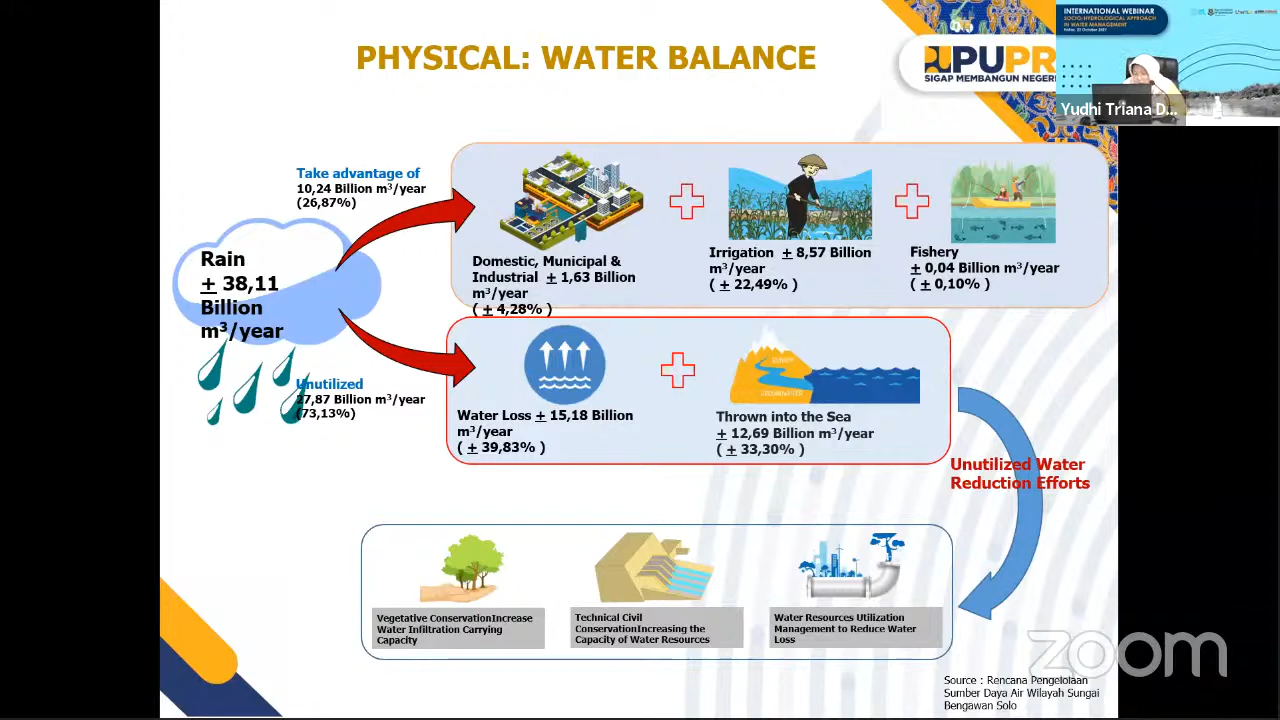 PHYSICAL: WATER BALANCE
PUPR
SIGAP MEMBANGUN NEGERI
INTERNATIONAL WEBINAR
SOCIO-HYDROLOGICAL APPROACH
IN WATER MANAGEMENT
Yudhi Triana D...
Take advantage of
10,24 Billion m³/year
(26,87%)
Rain
+ 38,11
Billion
m³/year
Unutilized
27,87 Billion m³/year
(73,13%)
Domestic, Municipal &
Industrial + 1,63 Billion
m³/year
( + 4,28% )
Irrigation + 8,57 Billion
m³/year
( + 22,49% )
Fishery
+ 0,04 Billion m³/year
( + 0,10% )
Water Loss + 15,18 Billion
m³/year
( + 39,83% )
GROUNDWATER
Thrown into the Sea
+ 12,69 Billion m³/year
( + 33,30% )
Unutilized Water
Reduction Efforts
Vegetative ConservationIncrease
Water Infiltration Carrying
Capacity
Technical Civil
ConservationIncreasing the
Capacity of Water Resources
Water Resources Utilization
Management to Reduce Water
Loss
zoom
Source : Rencana Pengelolaan
Sumber Daya Air Wilayah Sungai
Bengawan Solo